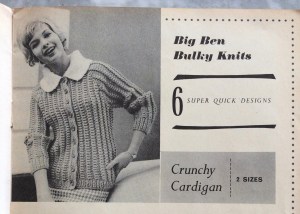 Big Ben
Bulky Knits
6 SUPER QUICK DESIGNS
Crunchy
Cardigan
2 SIZES